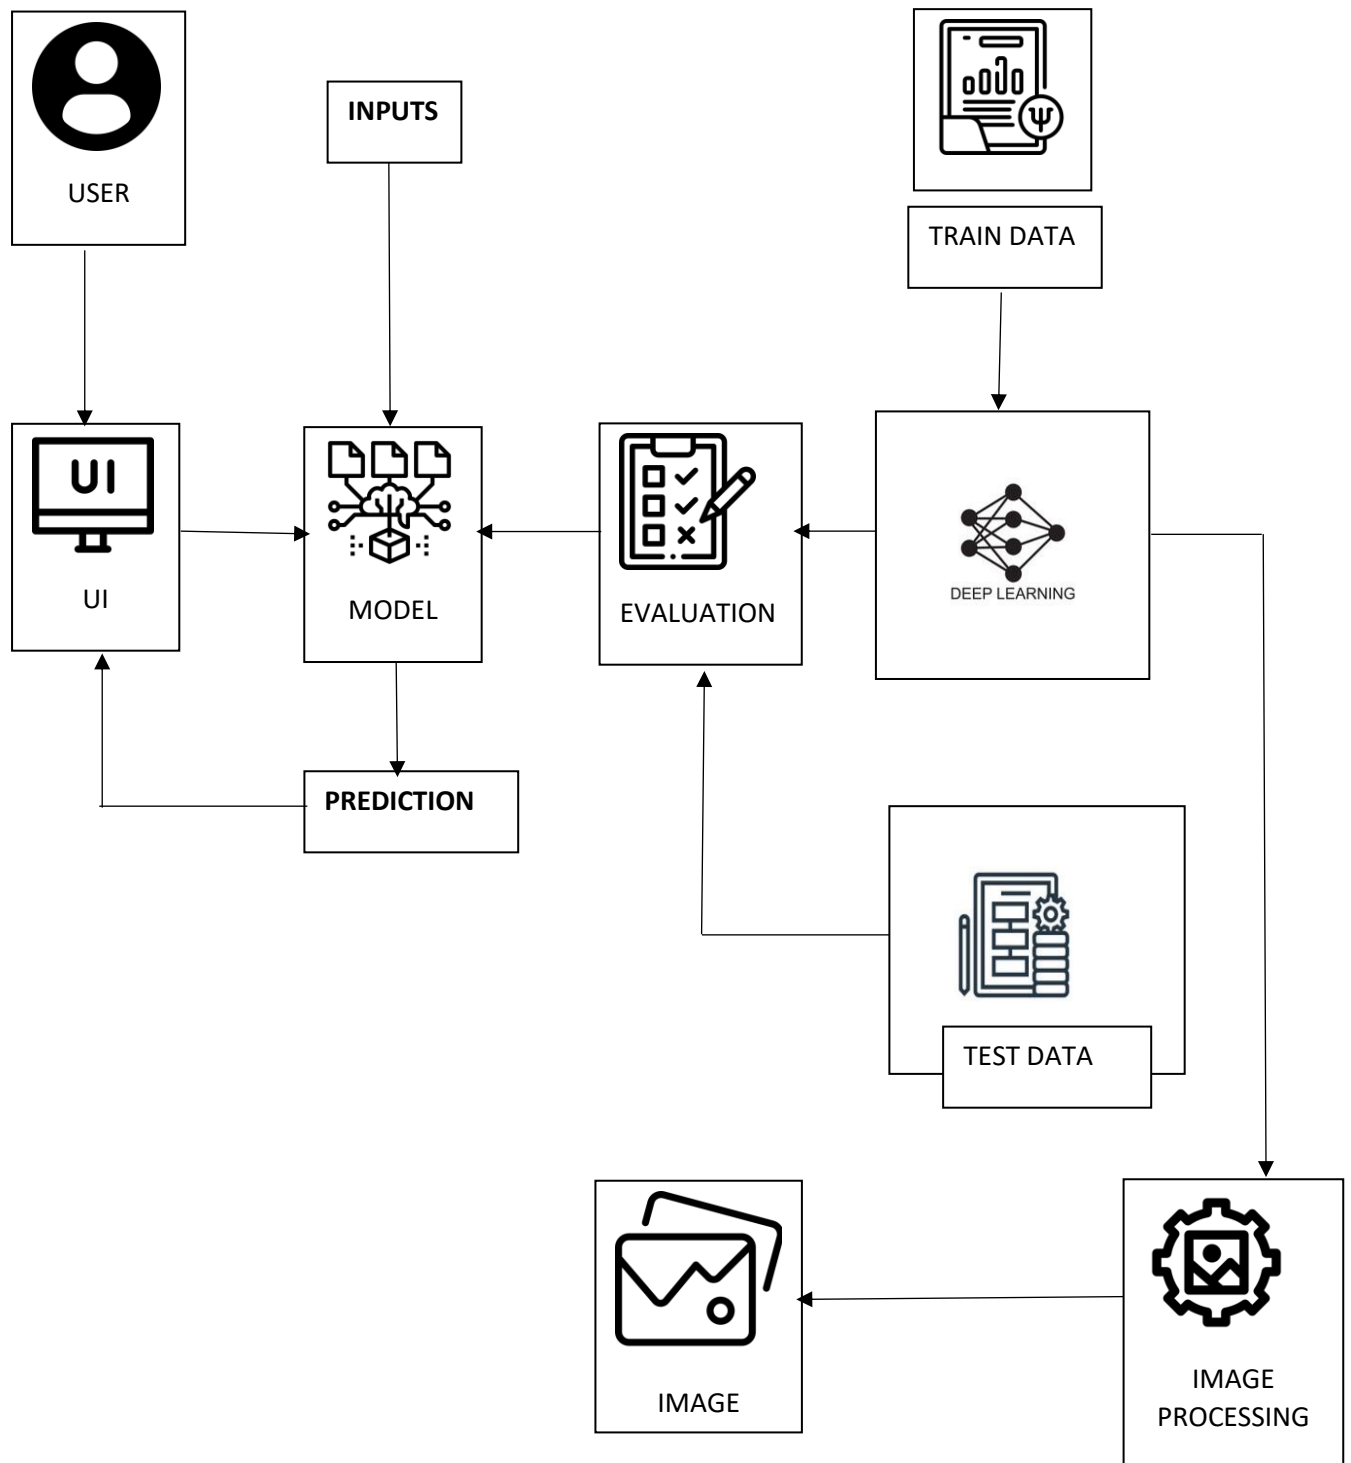 USER
INPUTS
TRAIN DATA
UI
UI
MODEL
EVALUATION
DEEP LEARNING
PREDICTION
TEST DATA
IMAGE
IMAGE
PROCESSING